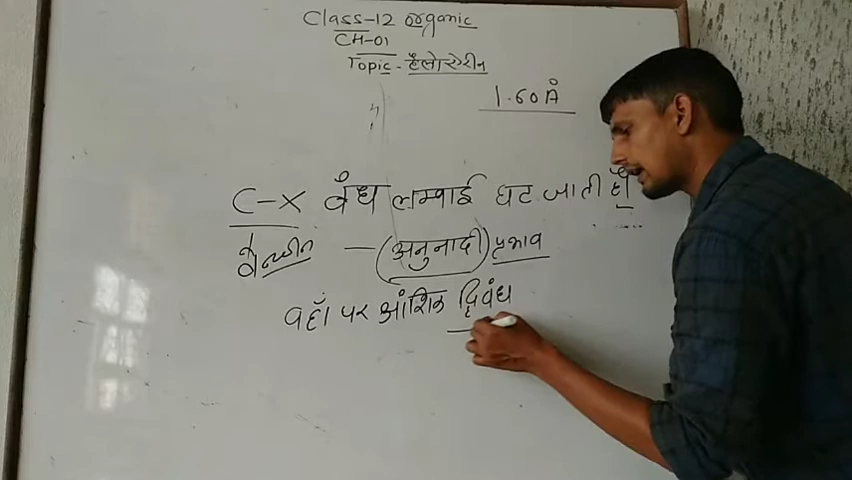 Class-12 organic
CH-01
Topic - हैलोएरीन
1.60 Å
C-X बंध लम्बाई घट जाती है
बेन्जीन - (अनुनादी) प्रभाव
वहाँ पर आंशिक द्विबंध